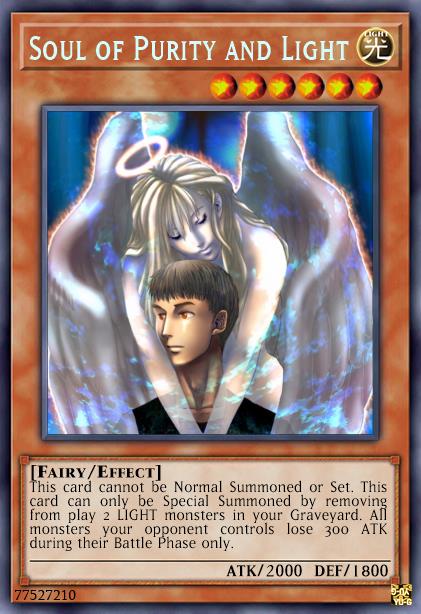 SOUL OF PURITY AND LIGHT
LIGHT
光
[FAIRY/EFFECT]
This card cannot be Normal Summoned or Set. This
card can only be Special Summoned by removing
from play 2 LIGHT monsters in your Graveyard. All
monsters your opponent controls lose 300 ATK
during their Battle Phase only.
ATK/2000 DEF/1800
77527210